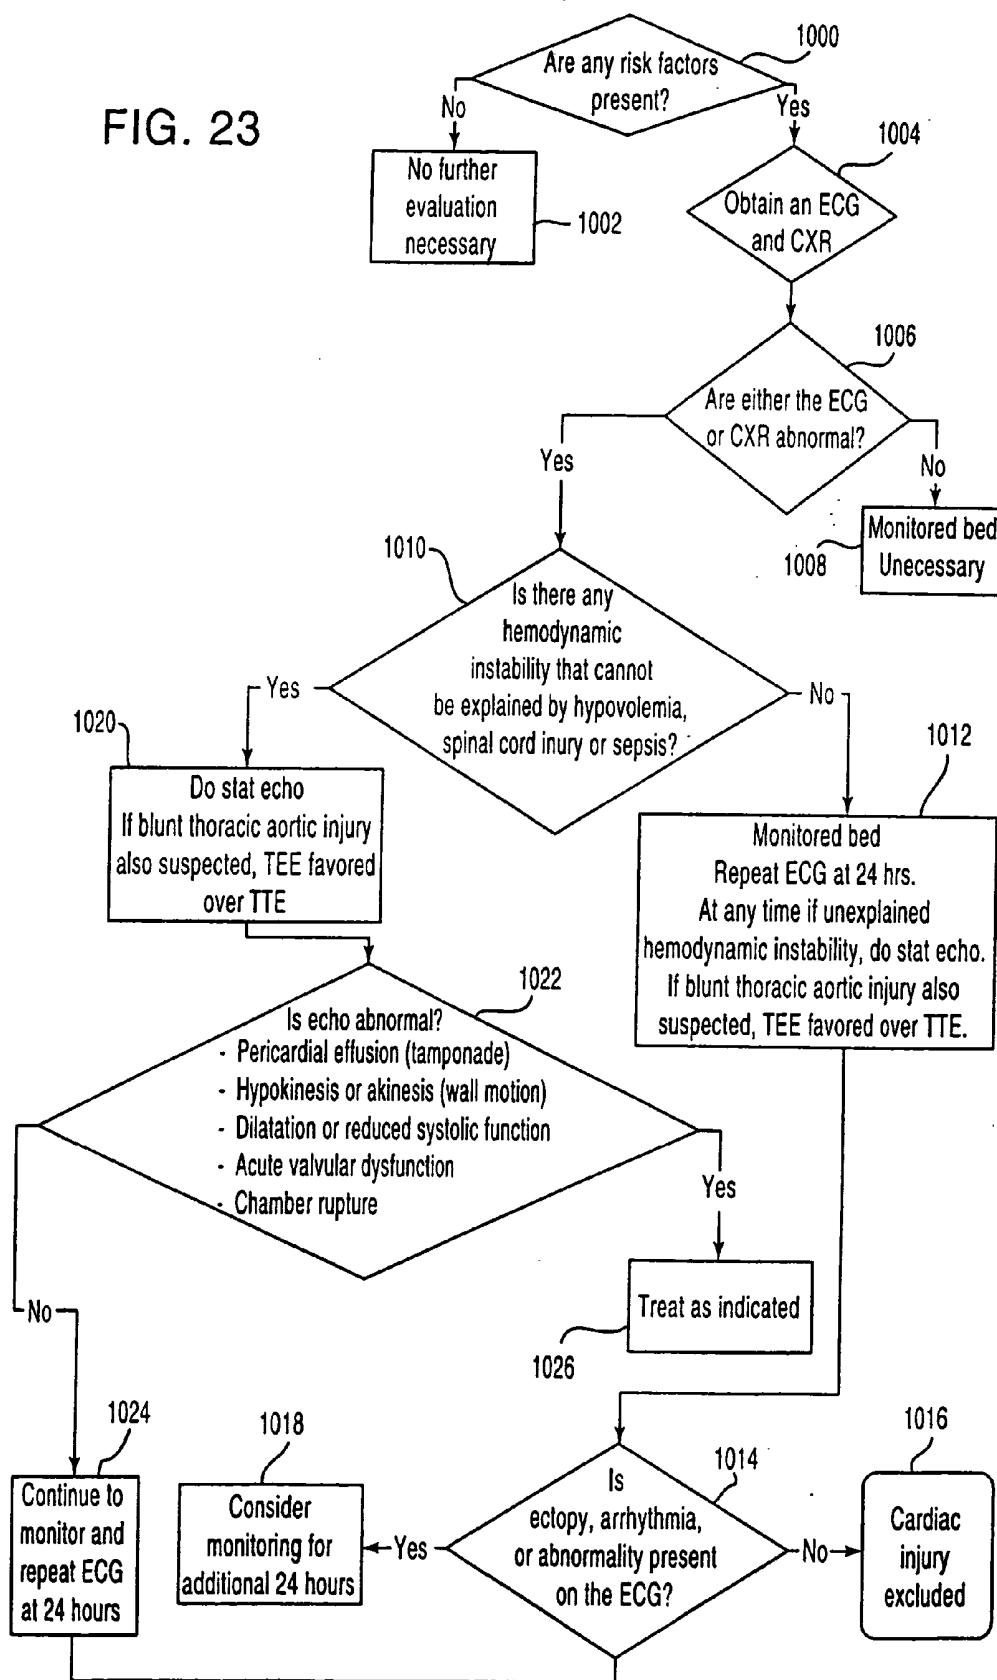 FIG. 23
1000
Are any risk factors
present?
No
Yes
No further
evaluation
necessary
1002
1004
Obtain an ECG
and CXR
1006
Are either the ECG
or CXR abnormal?
Yes
No
Monitored bed
Unecessary
1008
1010
Is there any
hemodynamic
instability that cannot
be explained by hypovolemia,
spinal cord inury or sepsis?
Yes
No
1020
Do stat echo
If blunt thoracic aortic injury
also suspected, TEE favored
over TTE
1012
Monitored bed
Repeat ECG at 24 hrs.
At any time if unexplained
hemodynamic instability, do stat echo.
If blunt thoracic aortic injury also
suspected, TEE favored over TTE.
1022
Is echo abnormal?
- Pericardial effusion (tamponade)
- Hypokinesis or akinesis (wall motion)
- Dilatation or reduced systolic function
- Acute valvular dysfunction
- Chamber rupture
No
Yes
Treat as indicated
1026
1024
Continue to
monitor and
repeat ECG
at 24 hours
1018
Consider
monitoring for
additional 24 hours
Yes
1014
Is
ectopy, arrhythmia,
or abnormality present
on the ECG?
No
1016
Cardiac
injury
excluded